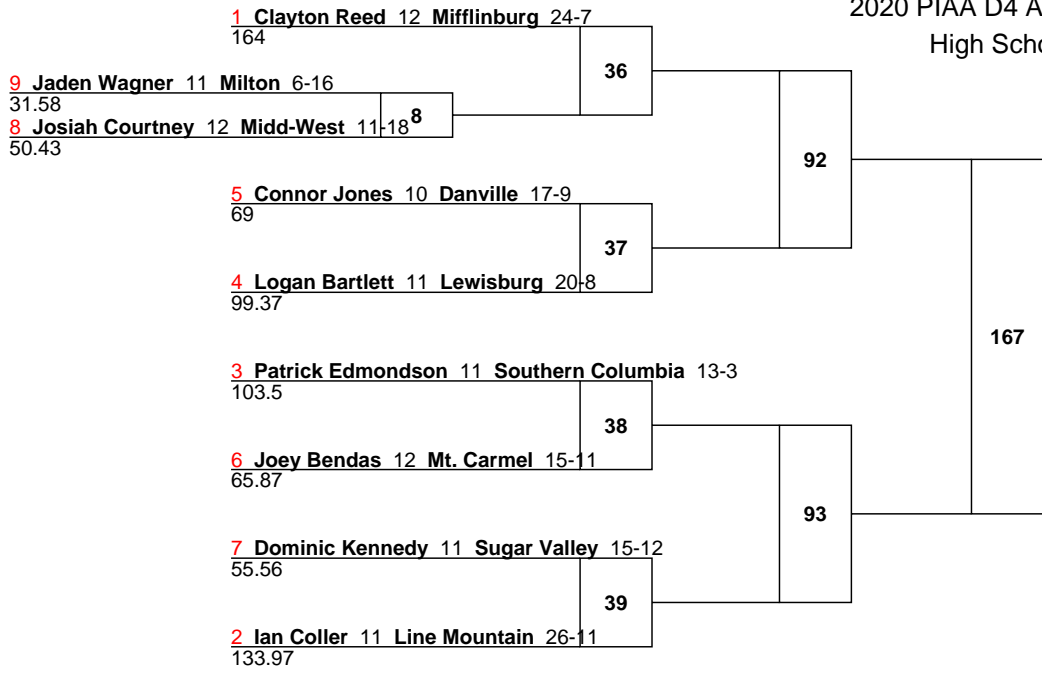 2020 PIAA D4 A
High Scho
1 Clayton Reed 12 Mifflinburg 24-7
164
36
9 Jaden Wagner 11 Milton 6-16
31.58
8
8 Josiah Courtney 12 Midd-West 11-18
50.43
92
5 Connor Jones 10 Danville 17-9
69
37
4 Logan Bartlett 11 Lewisburg 20-8
99.37
167
3 Patrick Edmondson 11 Southern Columbia 13-3
103.5
38
6 Joey Bendas 12 Mt. Carmel 15-11
65.87
93
7 Dominic Kennedy 11 Sugar Valley 15-12
55.56
39
2 Ian Coller 11 Line Mountain 26-11
133.97